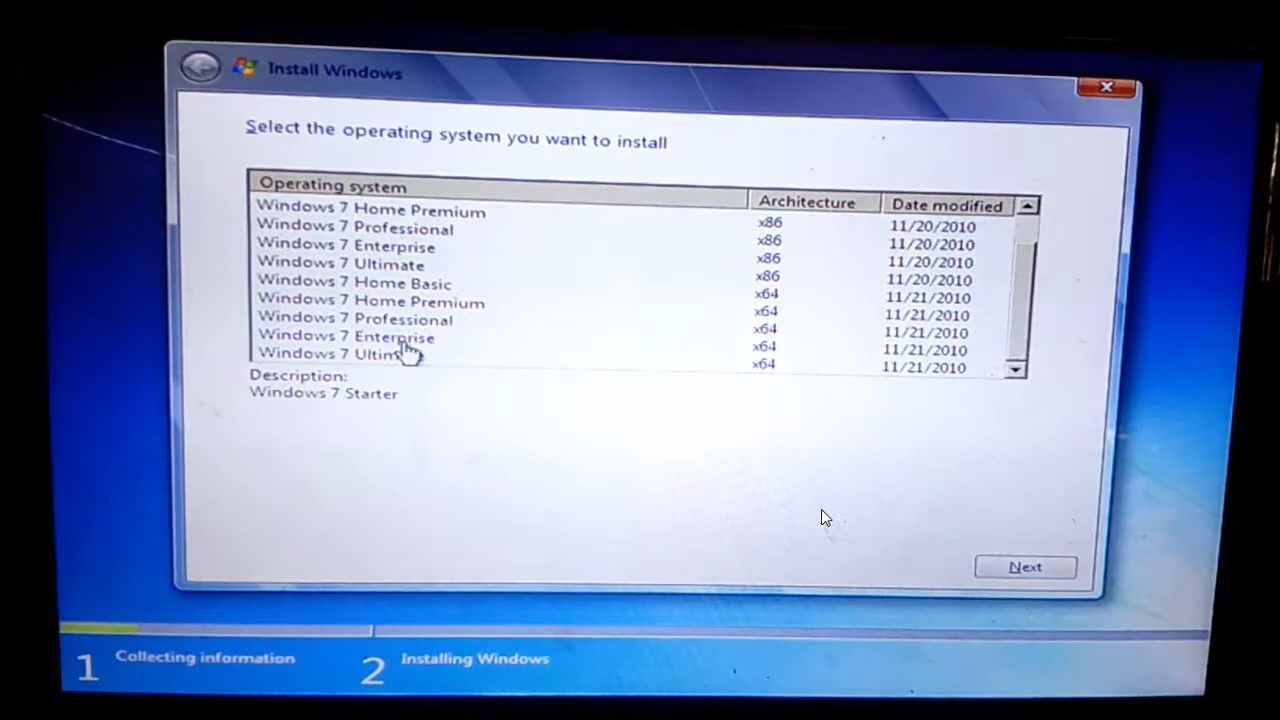 Install Windows
Select the operating system you want to install
Operating system Architecture Date modified
Windows 7 Home Premium x86 11/20/2010
Windows 7 Professional x86 11/20/2010
Windows 7 Enterprise x86 11/20/2010
Windows 7 Ultimate x86 11/20/2010
Windows 7 Home Basic x64 11/21/2010
Windows 7 Home Premium x64 11/21/2010
Windows 7 Professional x64 11/21/2010
Windows 7 Enterprise x64 11/21/2010
Windows 7 Ultimate x64 11/21/2010
Description:
Windows 7 Starter
Next
1 Collecting information 2 Installing Windows